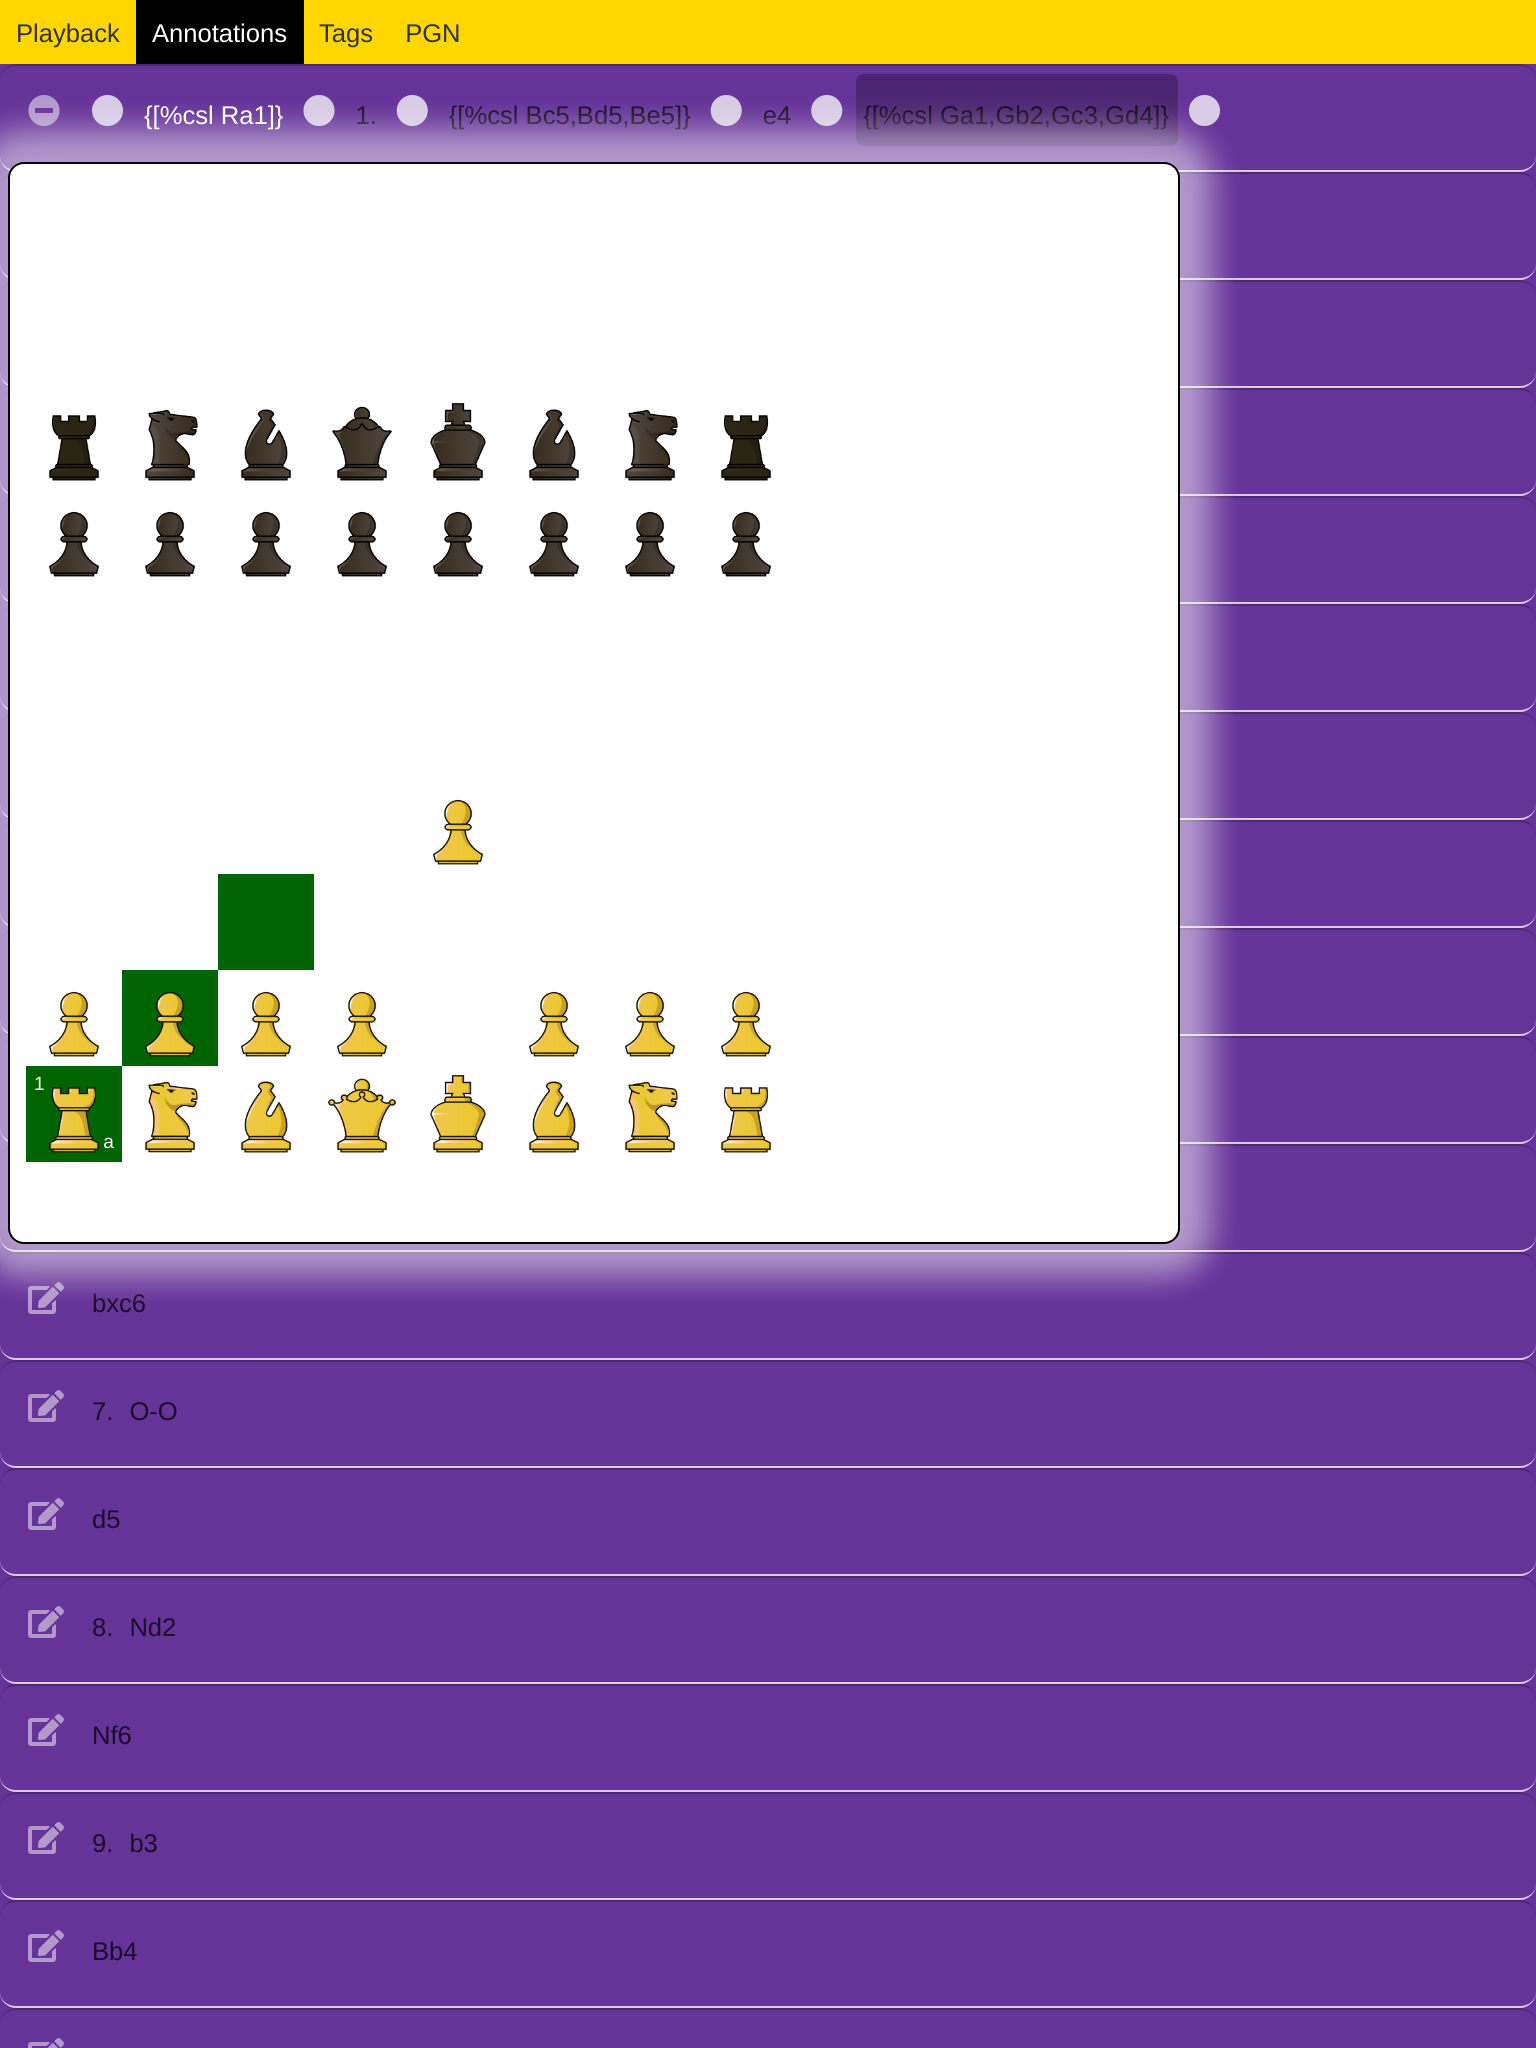 Playback Annotations Tags PGN
{[%csl Ra1]} 1. {[%csl Bc5,Bd5,Be5]} e4 {[%csl Ga1,Gb2,Gc3,Gd4]}
1
a
bxc6
7. O-O
d5
8. Nd2
Nf6
9. b3
Bb4